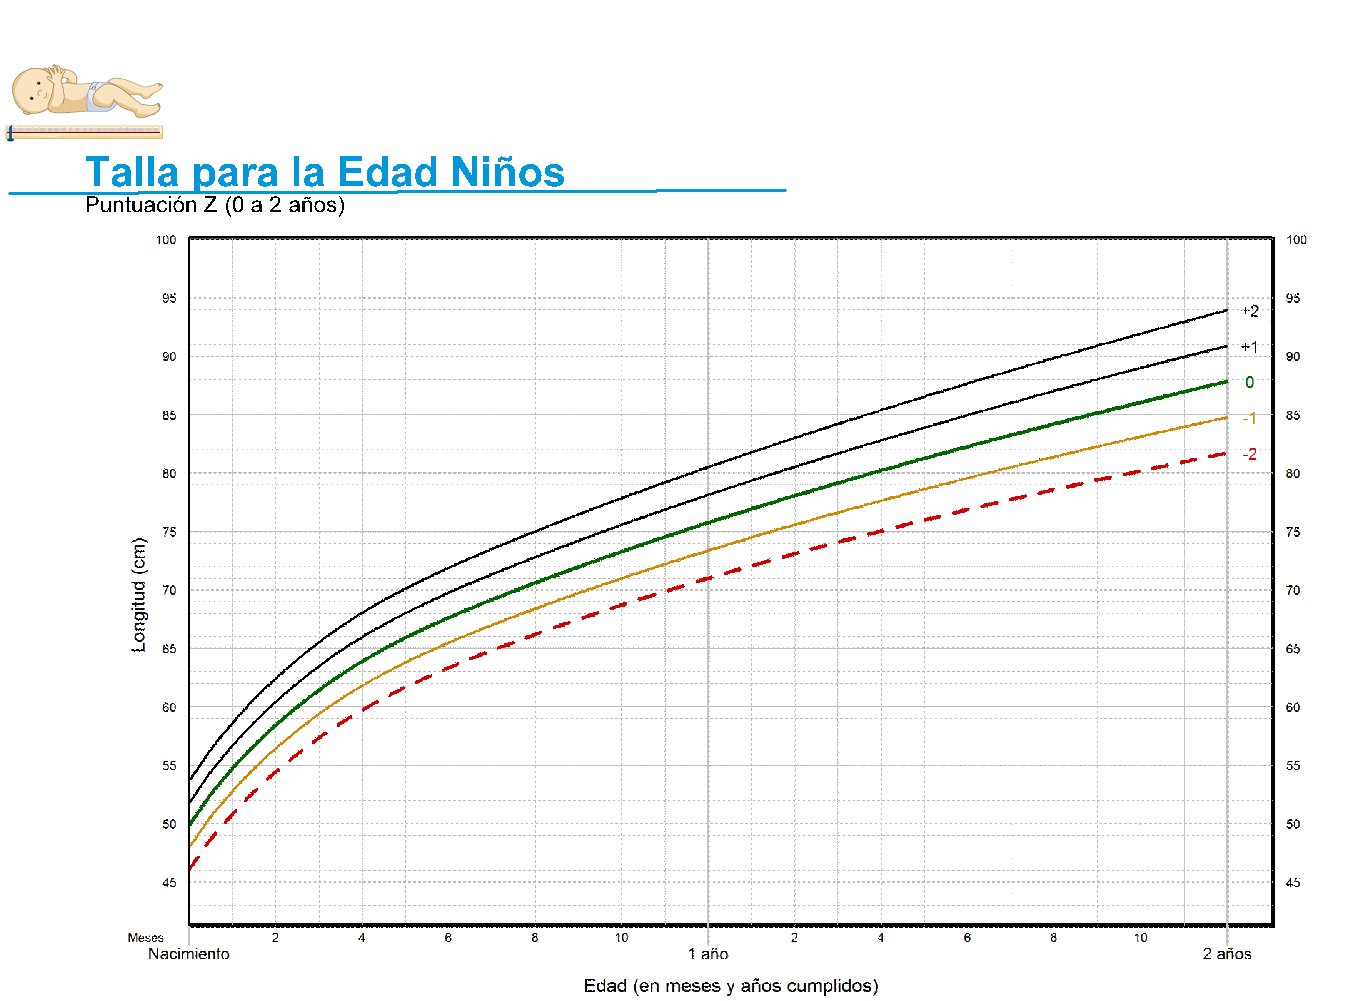 Talla para la Edad Niños
Puntuación Z (0 a 2 años)
100 100
95 95
+2
+1
90 90
0
85 85
-1
-2
80 80
75 75
70 70
65 65
60 60
55 55
50 50
45 45
Longitud (cm)
Meses 2 4 6 8 10 2 4 6 8 10
Nacimiento 1 año 2 años
Edad (en meses y años cumplidos)